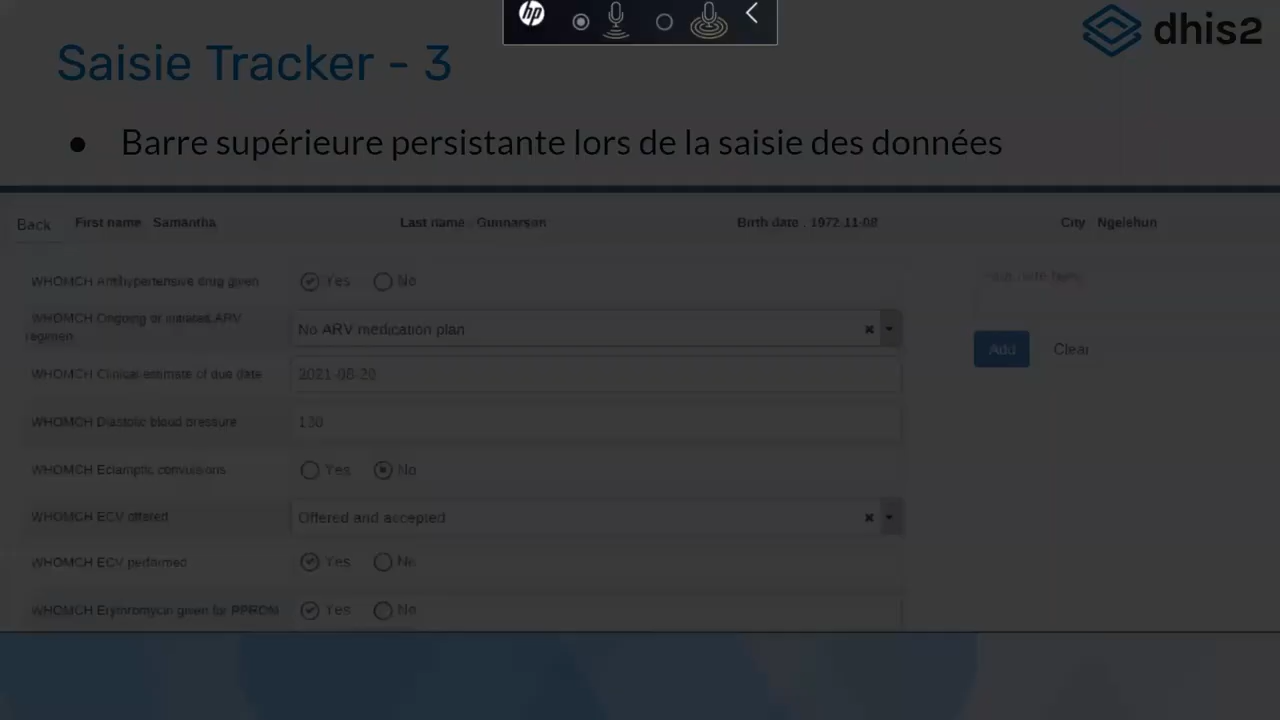 hp
dhis2
Saisie Tracker - 3
● Barre supérieure persistante lors de la saisie des données
Back First name Samantha Last name Gunnarson Birth date 1972-11-08 City Ngelehun
WHOMCH Antihypertensive drug given Yes No
WHOMCH Ongoing or initiated ARV
regimen No ARV medication plan
Add Clear
WHOMCH Clinical estimate of due date 2021-08-20
WHOMCH Diastolic blood pressure 130
WHOMCH Eclamptic convulsions Yes No
WHOMCH ECV offered Offered and accepted
WHOMCH ECV performed Yes No
WHOMCH Erythromycin given for PPROM Yes No